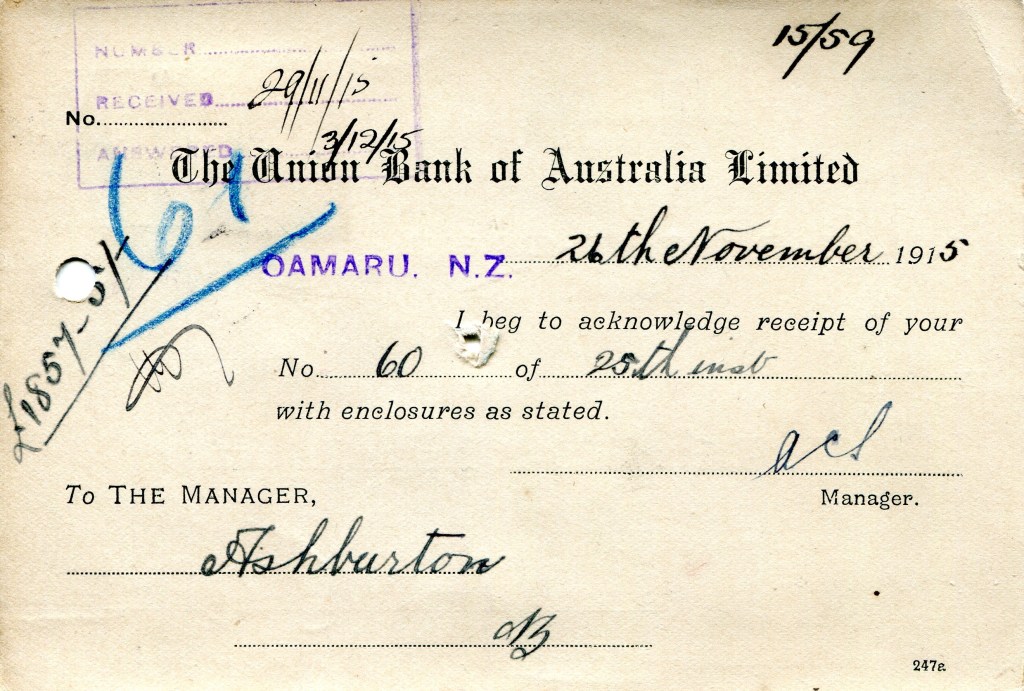 15/59
NUMBER
RECEIVED 29/11/15
No.
ANSWERED 3/12/15
The Union Bank of Australia Limited
61
OAMARU, N.Z. 26th November 1915
£1857-5/
I beg to acknowledge receipt of your
No 60 of 25th inst
with enclosures as stated.
To THE MANAGER,
Manager.
Ashburton
247a.